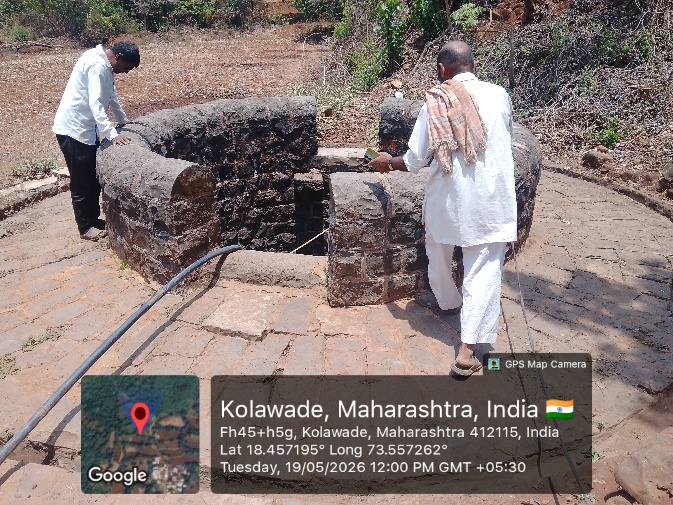 GPS Map Camera
Kolawade, Maharashtra, India
Fh45+h5g, Kolawade, Maharashtra 412115, India
Lat 18.457195° Long 73.557262°
Tuesday, 19/05/2026 12:00 PM GMT +05:30
Google